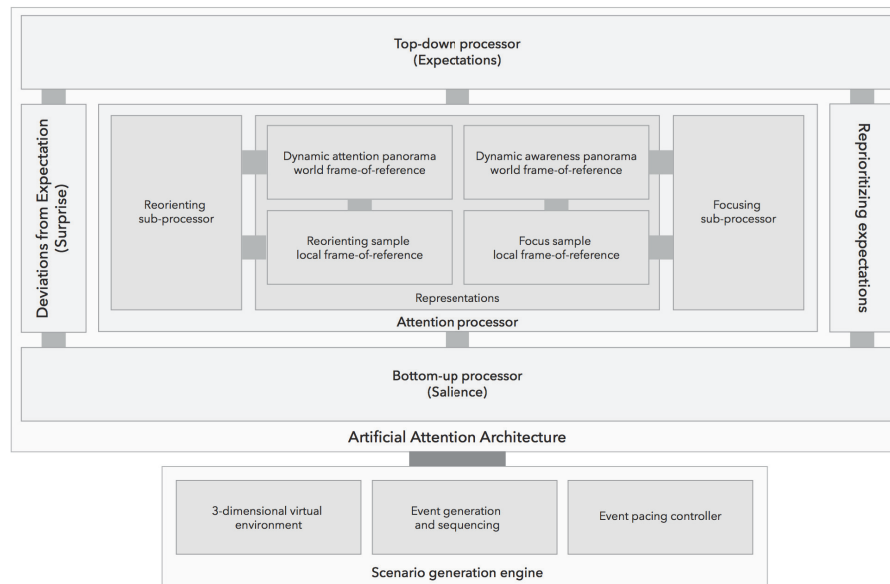 Top-down processor
(Expectations)
Deviations from Expectation
(Surprise)
Reorienting
sub-processor
Dynamic attention panorama
world frame-of-reference
Dynamic awareness panorama
world frame-of-reference
Reorienting sample
local frame-of-reference
Focus sample
local frame-of-reference
Representations
Focusing
sub-processor
Attention processor
Reprioritizing expectations
Bottom-up processor
(Salience)
Artificial Attention Architecture
3-dimensional virtual
environment
Event generation
and sequencing
Event pacing controller
Scenario generation engine